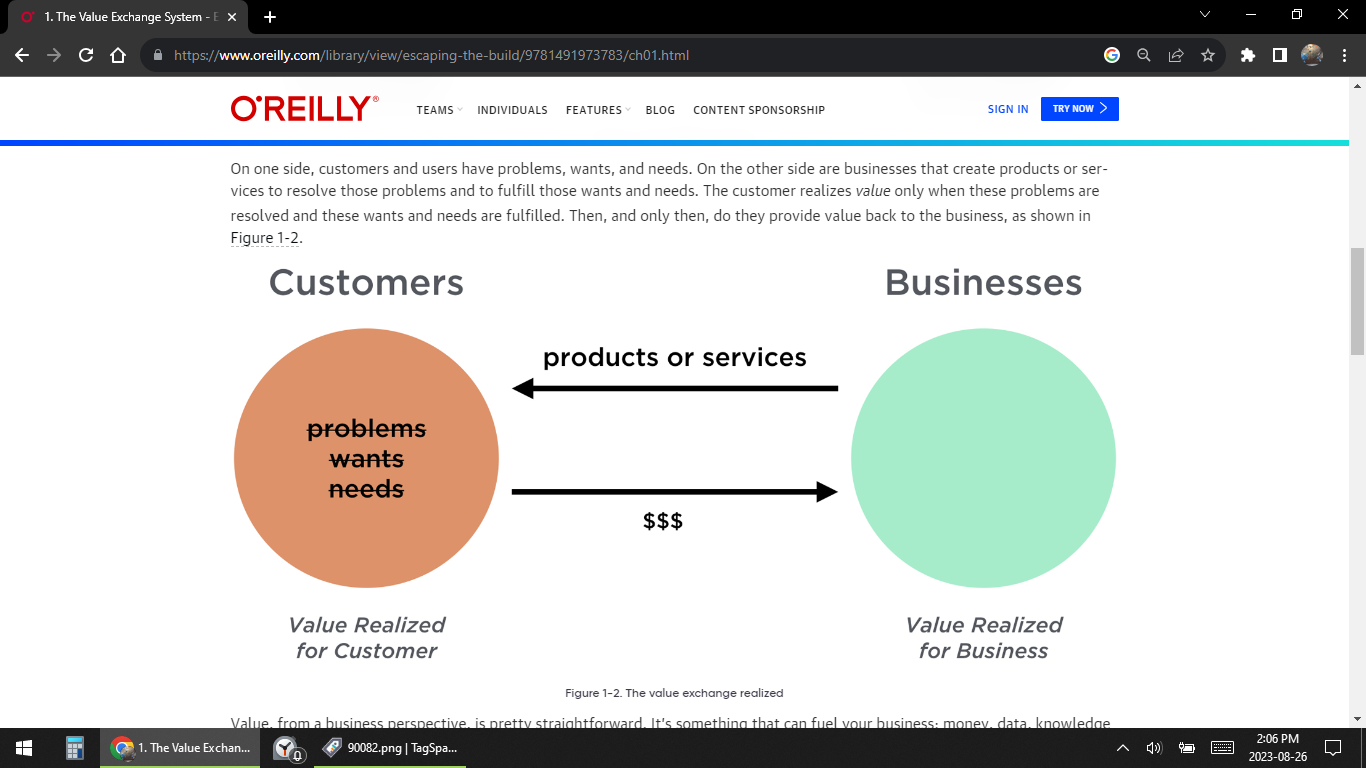 1. The Value Exchange System - E
https://www.oreilly.com/library/view/escaping-the-build/9781491973783/ch01.html
O'REILLY®
TEAMS INDIVIDUALS FEATURES BLOG CONTENT SPONSORSHIP SIGN IN TRY NOW
On one side, customers and users have problems, wants, and needs. On the other side are businesses that create products or ser-
vices to resolve those problems and to fulfill those wants and needs. The customer realizes value only when these problems are
resolved and these wants and needs are fulfilled. Then, and only then, do they provide value back to the business, as shown in
Figure 1-2.
Customers
Businesses
products or services
problems
wants
needs
$$$
Value Realized
for Customer
Value Realized
for Business
Figure 1-2. The value exchange realized
Value, from a business perspective, is pretty straightforward. It's something that can fuel your business: money, data, knowledge
1. The Value Exchan...
0
90082.png | TagSpa...
2:06 PM
2023-08-26